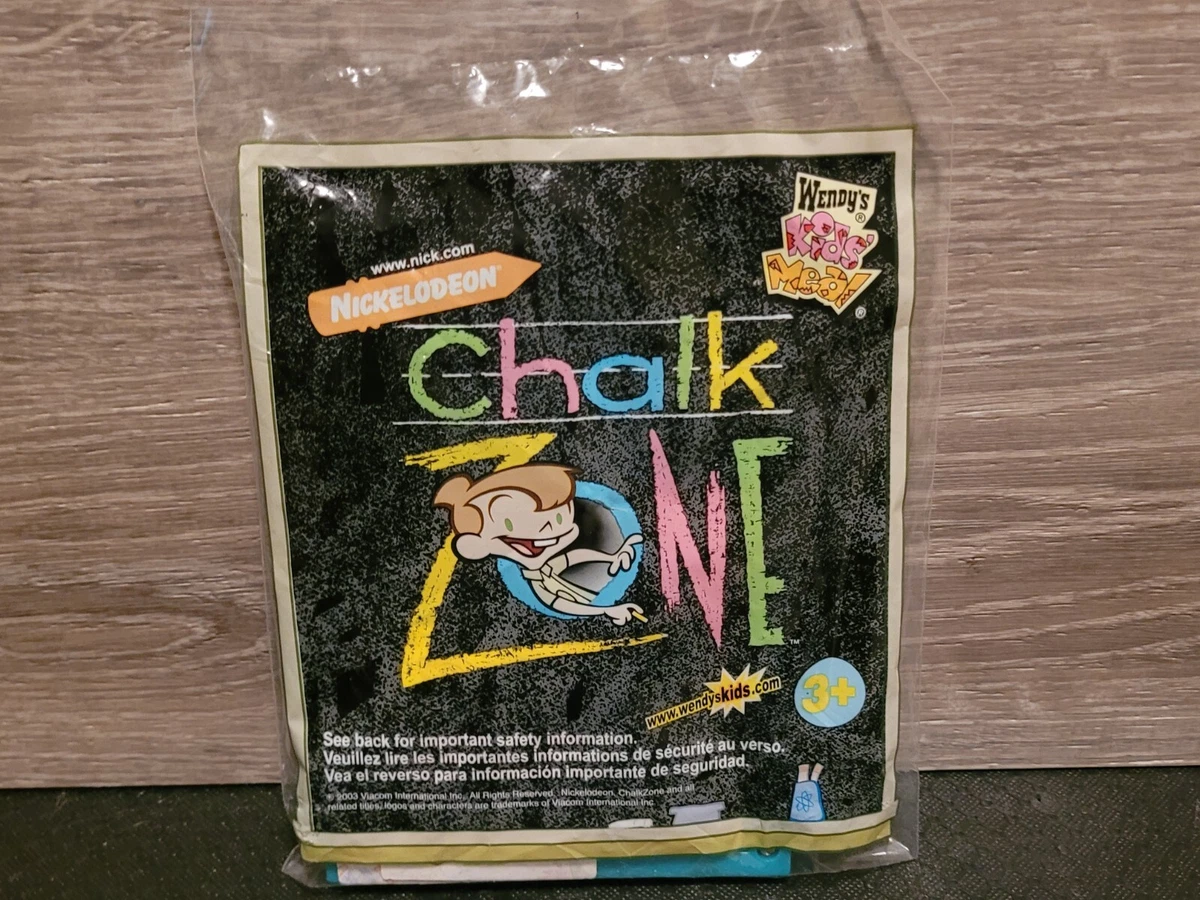 www.nick.com
NICKELODEON
WENDY'S®
Kids'
Meal®
chalk
ZONE™
www.wendyskids.com
3+
See back for important safety information.
Veuillez lire les importantes informations de sécurité au verso.
Vea el reverso para información importante de seguridad.
© 2003 Viacom International Inc. All Rights Reserved. Nickelodeon, ChalkZone and all
related titles, logos and characters are trademarks of Viacom International Inc.